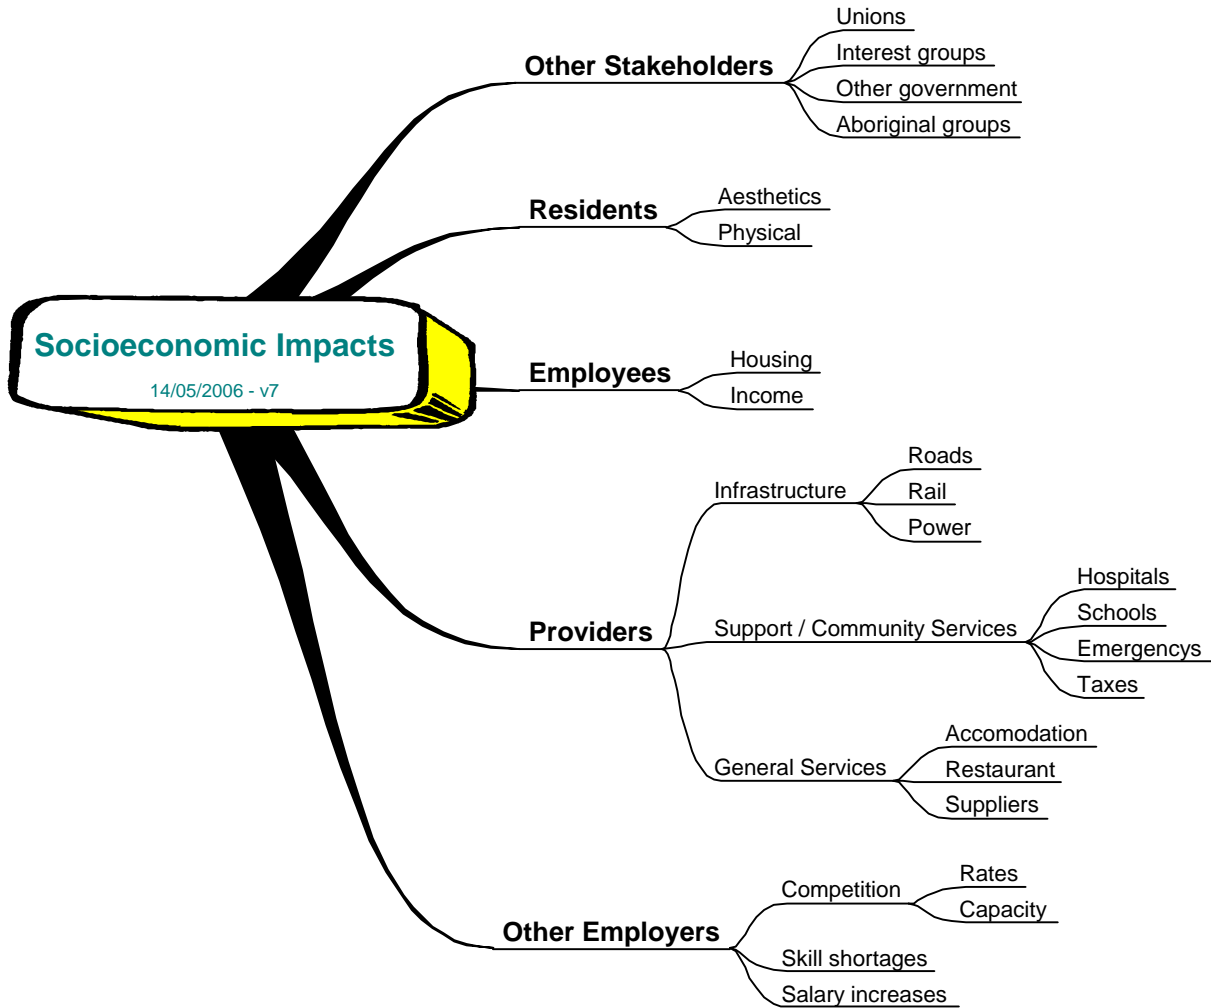 Socioeconomic Impacts
14/05/2006 - v7
Other Stakeholders
Unions
Interest groups
Other government
Aboriginal groups
Residents
Aesthetics
Physical
Employees
Housing
Income
Providers
Infrastructure
Roads
Rail
Power
Support / Community Services
Hospitals
Schools
Emergencys
Taxes
General Services
Accomodation
Restaurant
Suppliers
Other Employers
Competition
Rates
Capacity
Skill shortages
Salary increases